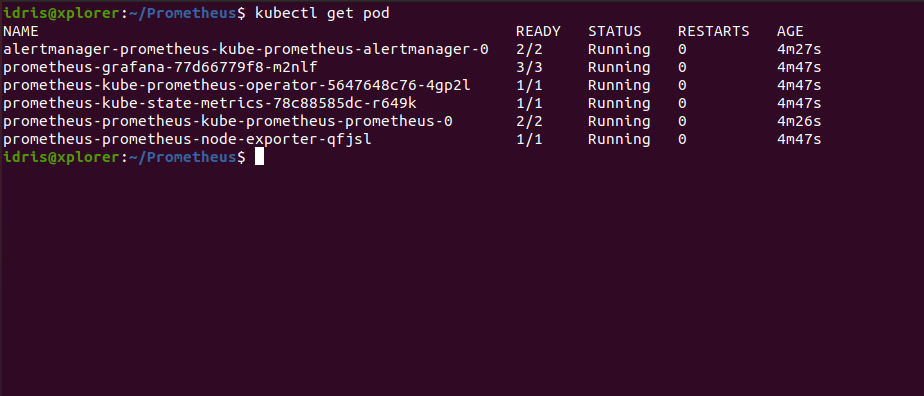 idris@xplorer:~/Prometheus$ kubectl get pod
NAME READY STATUS RESTARTS AGE
alertmanager-prometheus-kube-prometheus-alertmanager-0 2/2 Running 0 4m27s
prometheus-grafana-77d66779f8-m2nlf 3/3 Running 0 4m47s
prometheus-kube-prometheus-operator-5647648c76-4gp2l 1/1 Running 0 4m47s
prometheus-kube-state-metrics-78c88585dc-r649k 1/1 Running 0 4m47s
prometheus-prometheus-kube-prometheus-prometheus-0 2/2 Running 0 4m26s
prometheus-prometheus-node-exporter-qfjsl 1/1 Running 0 4m47s
idris@xplorer:~/Prometheus$